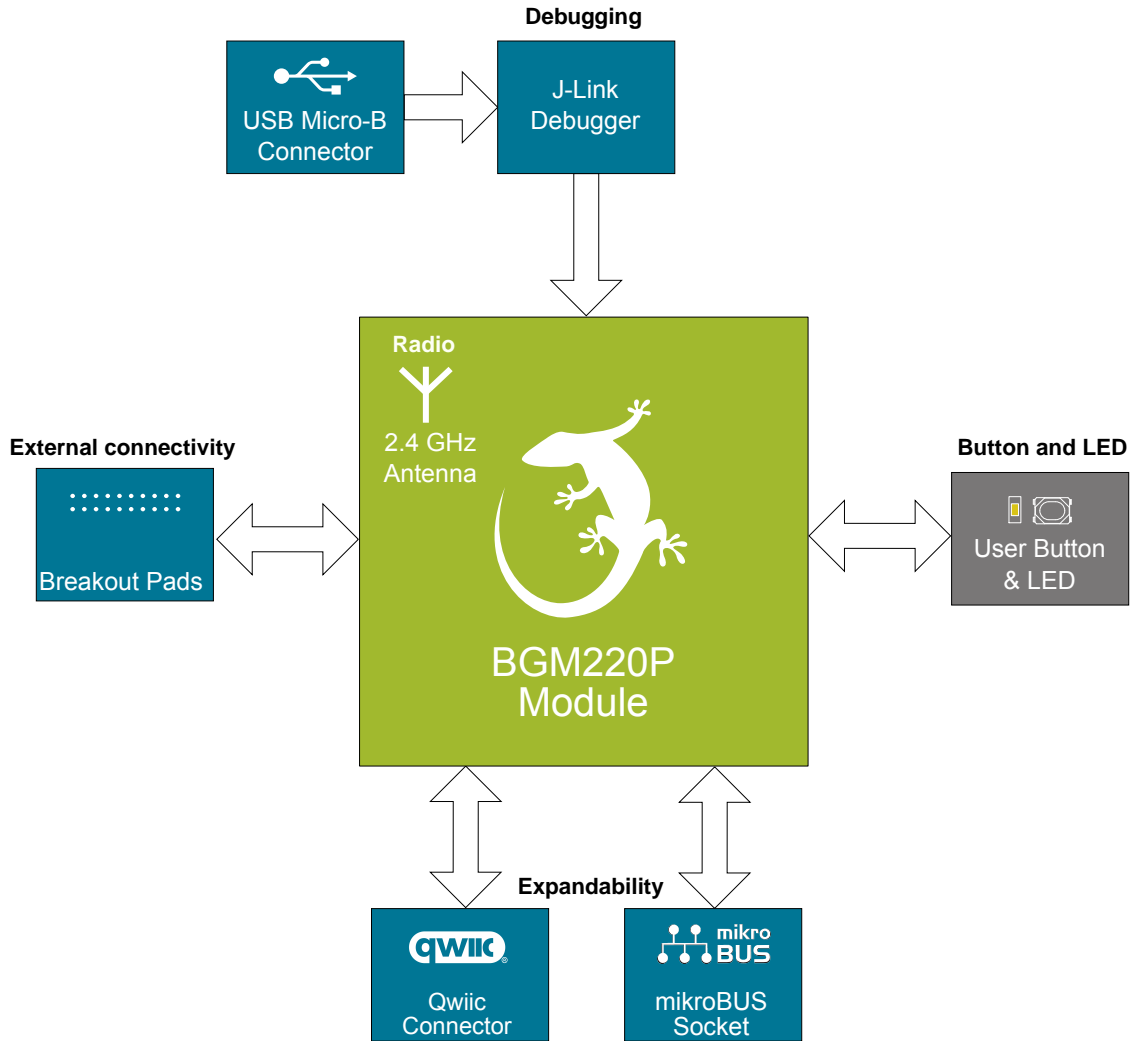 Debugging
USB Micro-B
Connector
J-Link
Debugger
Radio
2.4 GHz
Antenna
External connectivity
Breakout Pads
Button and LED
User Button
& LED
BGM220P
Module
Expandability
qwiic®
Qwiic
Connector
mikro
BUS
mikroBUS
Socket